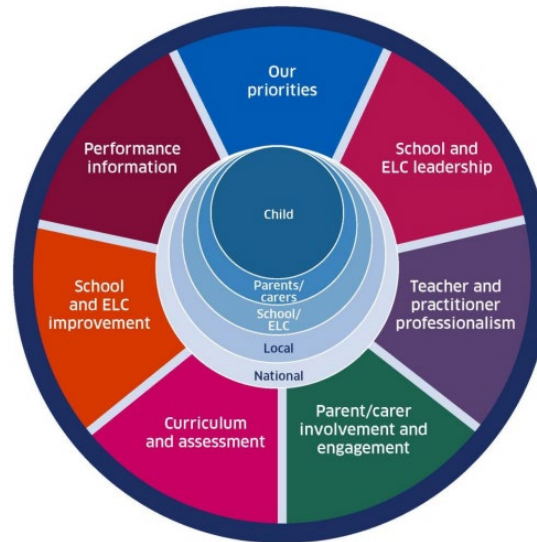 Our
priorities
School and
ELC leadership
Teacher and
practitioner
professionalism
Parent/carer
involvement and
engagement
Curriculum
and assessment
School
and ELC
improvement
Performance
information
Child
Parents/
carers
School/
ELC
Local
National